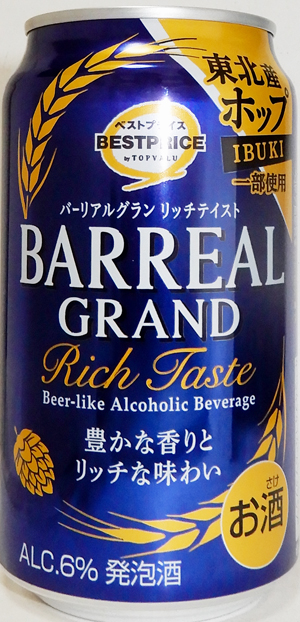 東北産
ホップ
IBUKI
一部使用
ベストプライス
BESTPRICE
by TOPVALU
バーリアルグラン リッチテイスト
BARREAL
GRAND
Rich Taste
Beer-like Alcoholic Beverage
豊かな香りと
リッチな味わい
さけ
お酒
ALC.6% 発泡酒